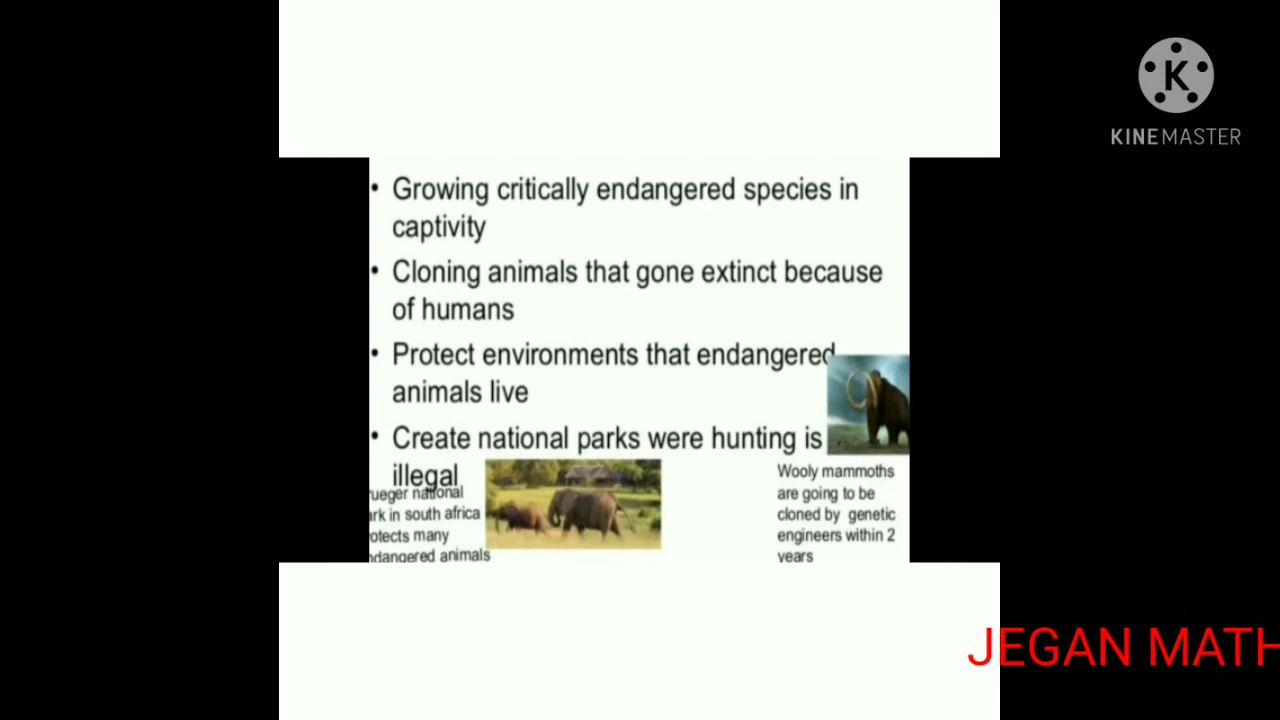 KINEMASTER
• Growing critically endangered species in
captivity
• Cloning animals that gone extinct because
of humans
• Protect environments that endangered
animals live
• Create national parks were hunting is
illegal
national
in south africa
many
animals
Wooly mammoths
are going to be
cloned by genetic
engineers within 2
years
JEGAN MATH